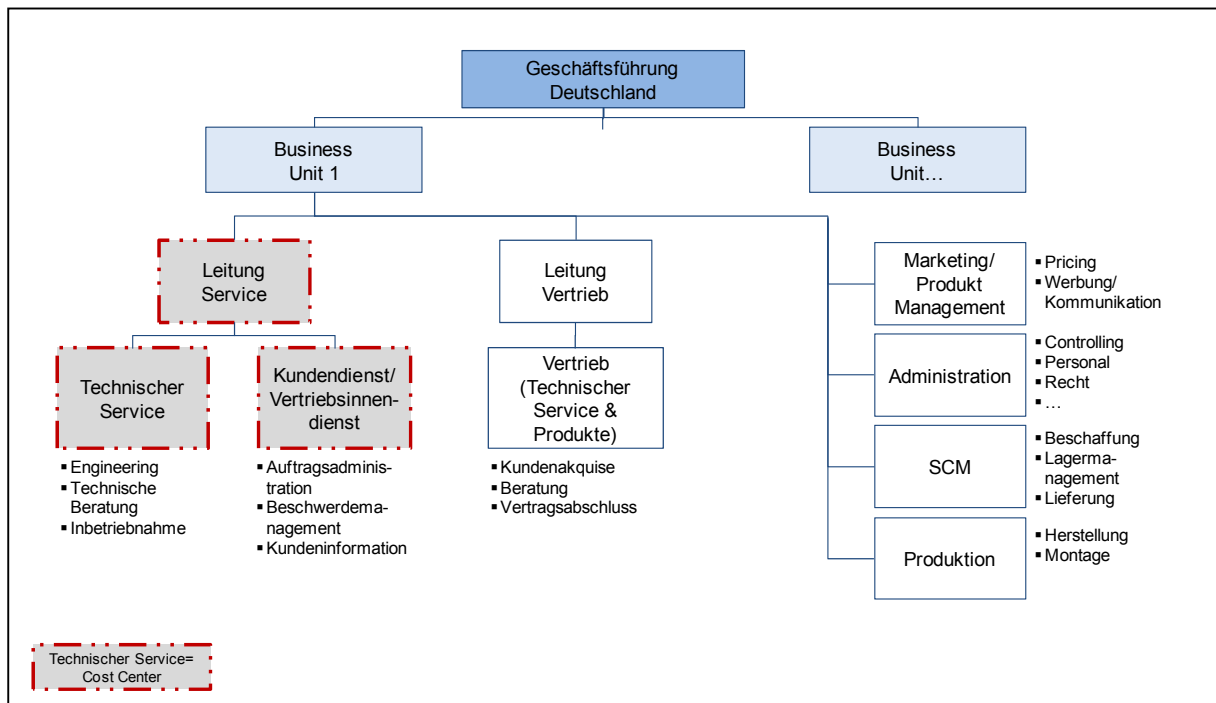 Geschäftsführung
Deutschland
Business
Unit 1
Business
Unit…
Leitung
Service
Leitung
Vertrieb
Technischer
Service
Kundendienst/
Vertriebsinnen-
dienst
Vertrieb
(Technischer
Service &
Produkte)
▪ Engineering
▪ Technische
Beratung
▪ Inbetriebnahme
▪ Auftragsadminis-
tration
▪ Beschwerdema-
nagement
▪ Kundeninformation
▪ Kundenakquise
▪ Beratung
▪ Vertragsabschluss
Marketing/
Produkt
Management
▪ Pricing
▪ Werbung/
Kommunikation
Administration
▪ Controlling
▪ Personal
▪ Recht
▪ …
SCM
▪ Beschaffung
▪ Lagerma-
nagement
▪ Lieferung
Produktion
▪ Herstellung
▪ Montage
Technischer Service=
Cost Center